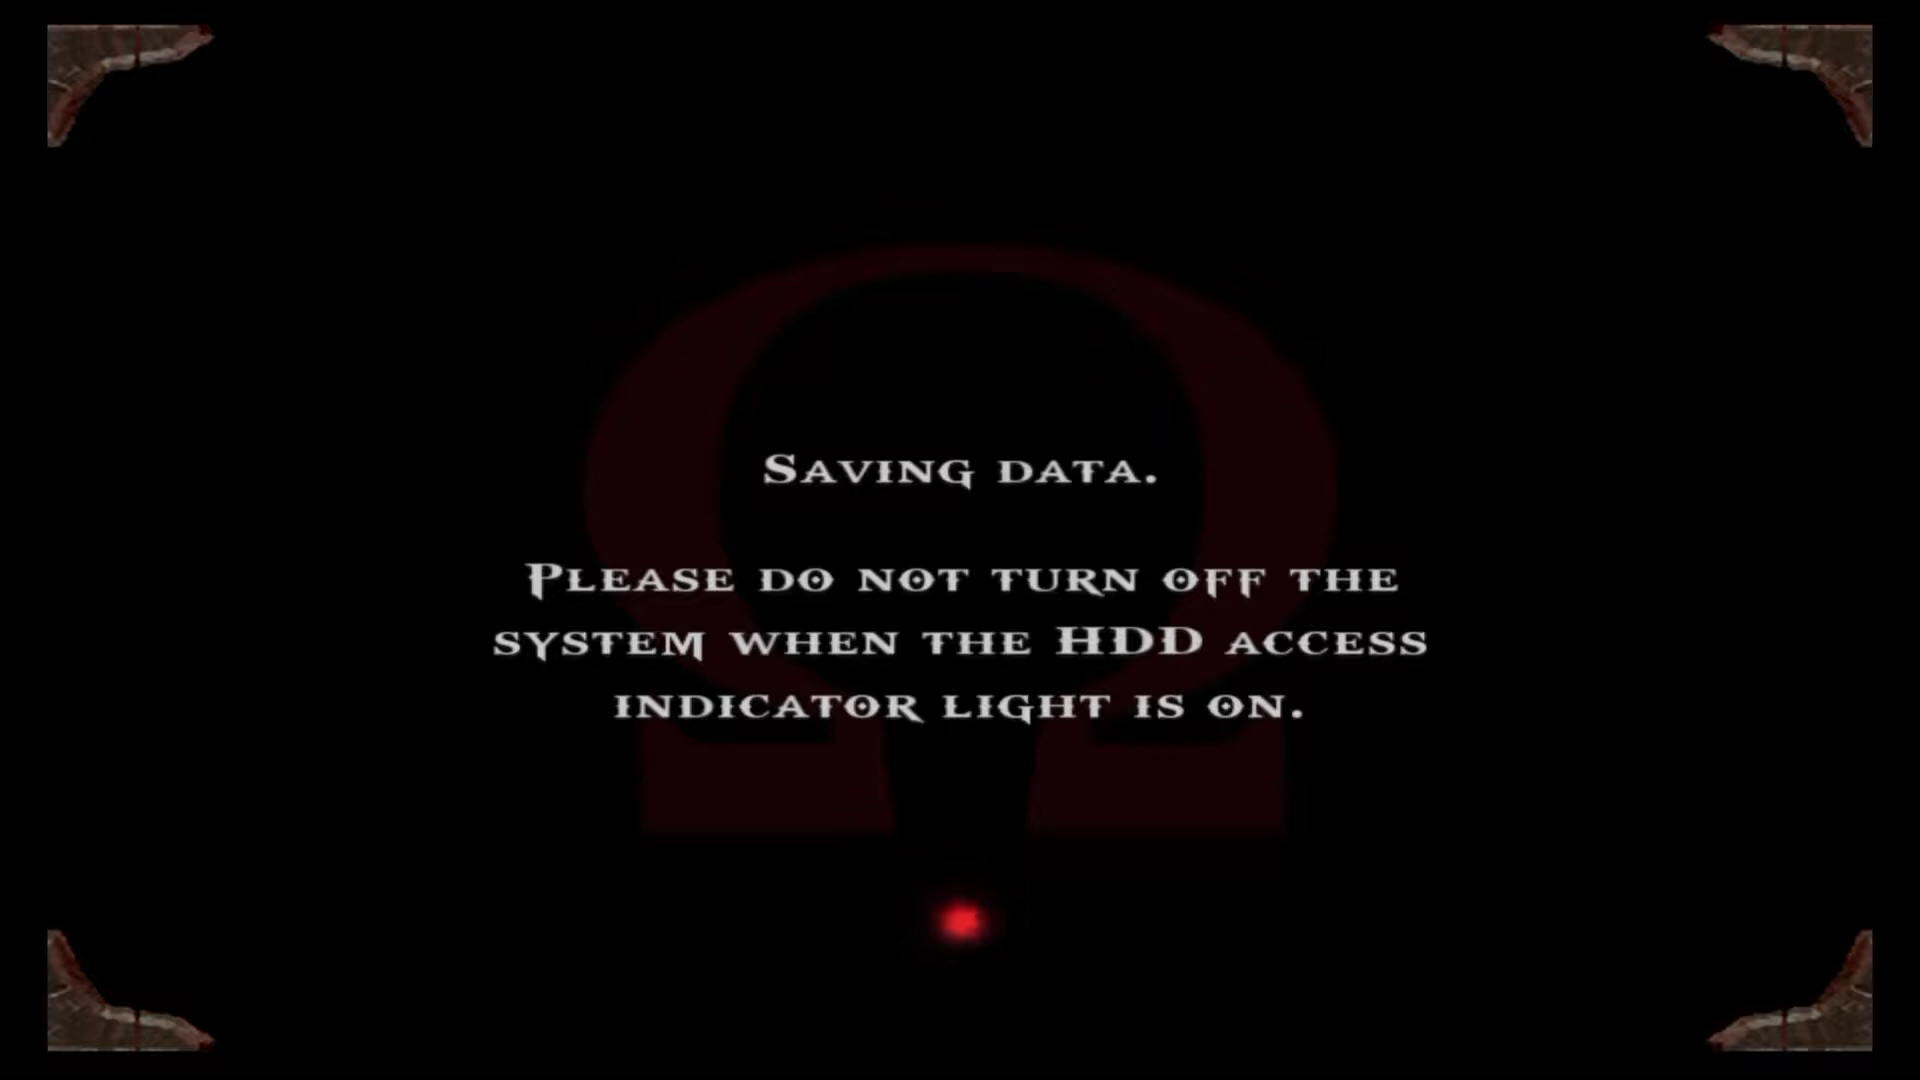 Saving data.
Please do not turn off the
system when the HDD access
indicator light is on.